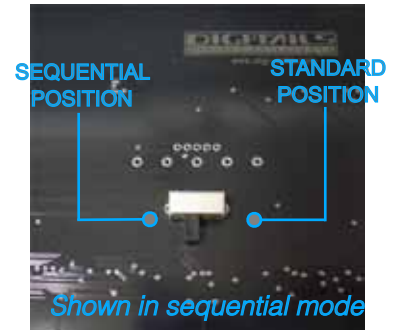 SEQUENTIAL
POSITION
STANDARD
POSITION
Shown in sequential mode